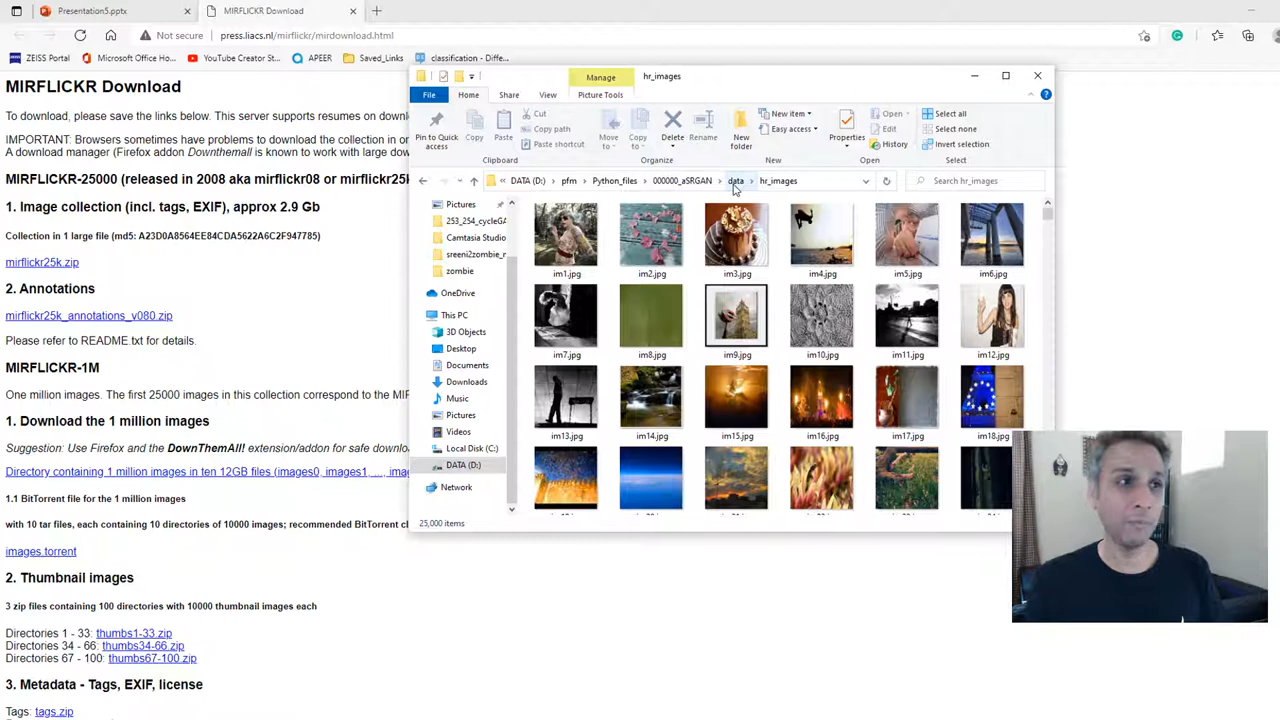 Presentation5.pptx
MIRFLICKR Download
Not secure
press.liacs.nl/mirflickr/mirdownload.html
ZEISS Portal
Microsoft Office Ho...
YouTube Creator St...
APEER
Saved_Links
classification - Diffe...
MIRFLICKR Download
To download, please save the links below. This server supports resumes on down
IMPORTANT: Browsers sometimes have problems to download the collection in or
A download manager (Firefox addon Downthemall is known to work with large dow
MIRFLICKR-25000 (released in 2008 aka mirflickr08 or mirflickr25k
1. Image collection (incl. tags, EXIF), approx 2.9 Gb
Collection in 1 large file (md5: A23D0A8564EE84CDA5622A6C2F947785)
mirflickr25k.zip
2. Annotations
mirflickr25k_annotations_v080.zip
Please refer to README.txt for details.
MIRFLICKR-1M
One million images. The first 25000 images in this collection correspond to the MIRF
1. Download the 1 million images
Suggestion: Use Firefox and the DownThemAll! extension/addon for safe downloa
Directory containing 1 million images in ten 12GB files (images0, images1, ..., ima
1.1 BitTorrent file for the 1 million images
with 10 tar files, each containing 10 directories of 10000 images; recommended BitTorrent cl
images.torrent
2. Thumbnail images
3 zip files containing 100 directories with 10000 thumbnail images each
Directories 1 - 33: thumbs1-33.zip
Directories 34 - 66: thumbs34-66.zip
Directories 67 - 100: thumbs67-100.zip
3. Metadata - Tags, EXIF, license
Tags: tags.zip
Manage
hr_images
File
Home
Share
View
Picture Tools
Pin to Quick access
Copy
Paste
Cut
Copy path
Paste shortcut
Clipboard
Move to
Copy to
Delete
Rename
Organize
New folder
New item
Easy access
New
Properties
Open
Edit
History
Open
Select all
Select none
Invert selection
Select
DATA (D:)
pfm
Python_files
000000_aSRGAN
data
hr_images
Search hr_images
Pictures
253_254_cycleGA
Camtasia Studio
sreeni2zombie_n
zombie
OneDrive
This PC
3D Objects
Desktop
Documents
Downloads
Music
Pictures
Videos
Local Disk (C:)
DATA (D:)
Network
im1.jpg im2.jpg im3.jpg im4.jpg im5.jpg im6.jpg
im7.jpg im8.jpg im9.jpg im10.jpg im11.jpg im12.jpg
im13.jpg im14.jpg im15.jpg im16.jpg im17.jpg im18.jpg
25,000 items